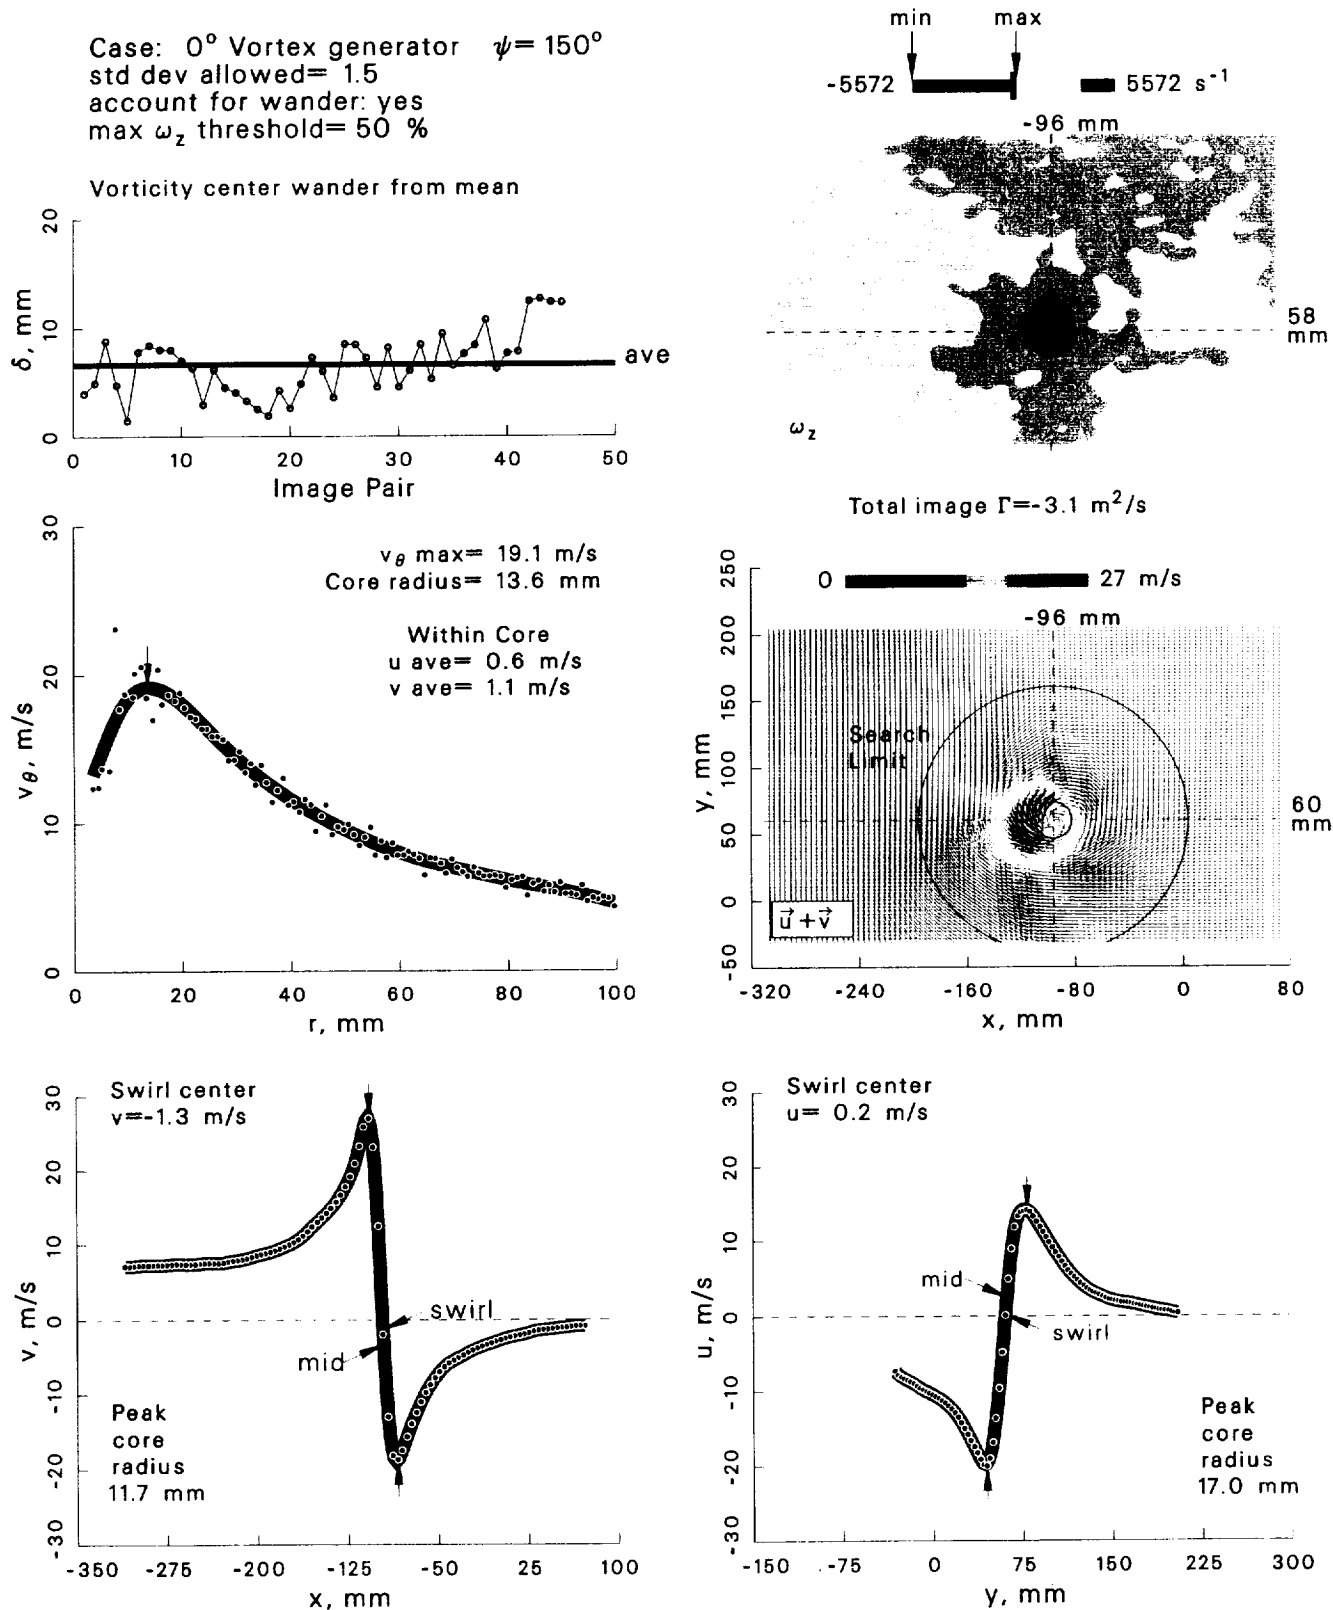 Case: 0° Vortex generator ψ= 150°
std dev allowed= 1.5
account for wander: yes
max ω_z threshold= 50 %
min max
-5572 5572 s⁻¹
-96 mm
58
mm
ω_z
Vorticity center wander from mean
δ, mm
20
10
0
ave
0 10 20 30 40 50
Image Pair
Total image Γ=-3.1 m²/s
v_θ, m/s
30
20
10
0
v_θ max= 19.1 m/s
Core radius= 13.6 mm
Within Core
u ave= 0.6 m/s
v ave= 1.1 m/s
0 20 40 60 80 100
r, mm
0 27 m/s
-96 mm
y, mm
250
200
150
100
50
0
-50
Search
Limit
60
mm
u⃗+v⃗
-320 -240 -160 -80 0 80
x, mm
Swirl center
v=-1.3 m/s
v, m/s
30
20
10
0
-10
-20
-30
swirl
mid
Peak
core
radius
11.7 mm
-350 -275 -200 -125 -50 25 100
x, mm
Swirl center
u= 0.2 m/s
u, m/s
30
20
10
0
-10
-20
-30
mid
swirl
Peak
core
radius
17.0 mm
-150 -75 0 75 150 225 300
y, mm